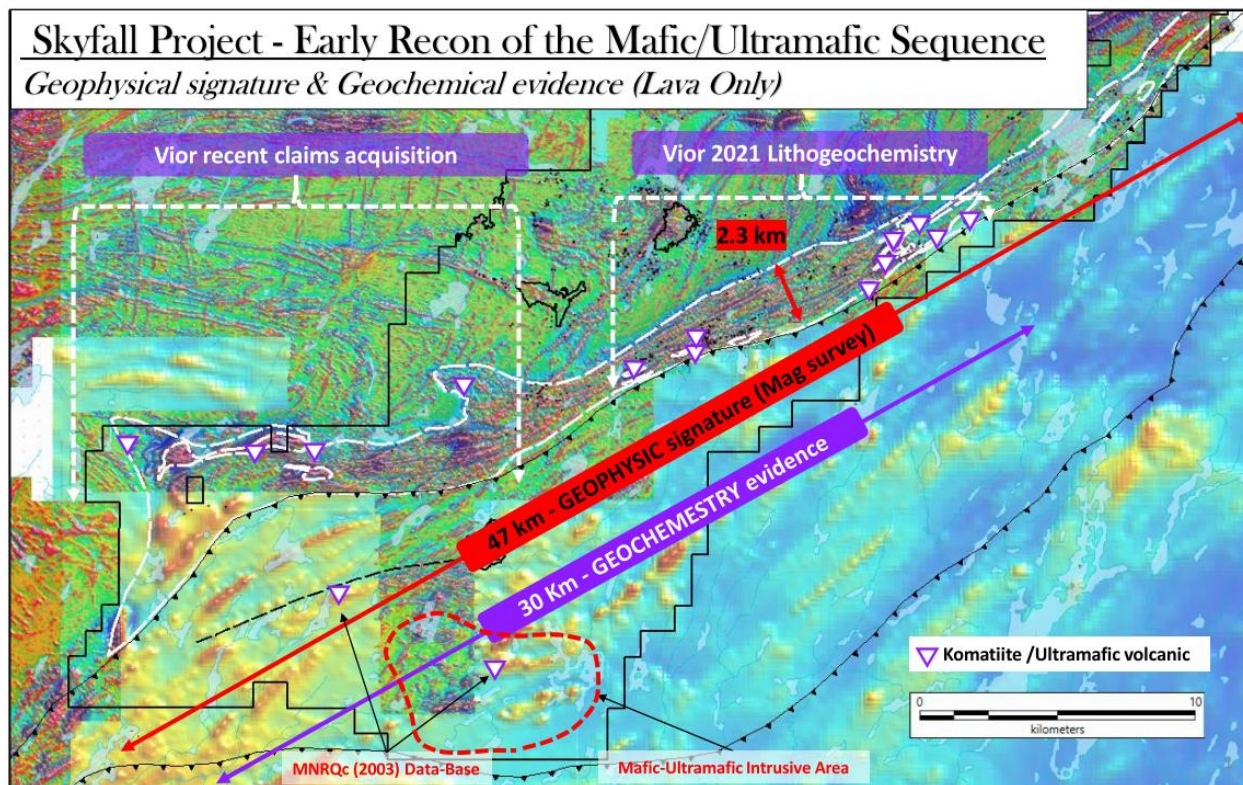 Skyfall Project - Early Recon of the Mafic/Ultramafic Sequence
Geophysical signature & Geochemical evidence (Lava Only)
Vior recent claims acquisition
Vior 2021 Lithogeochemistry
2.3 km
47 km - GEOPHYSIC signature (Mag survey)
30 Km - GEOCHEMESTRY evidence
Komatiite /Ultramafic volcanic
0 10
kilometers
MNRQc (2003) Data-Base
Mafic-Ultramafic Intrusive Area